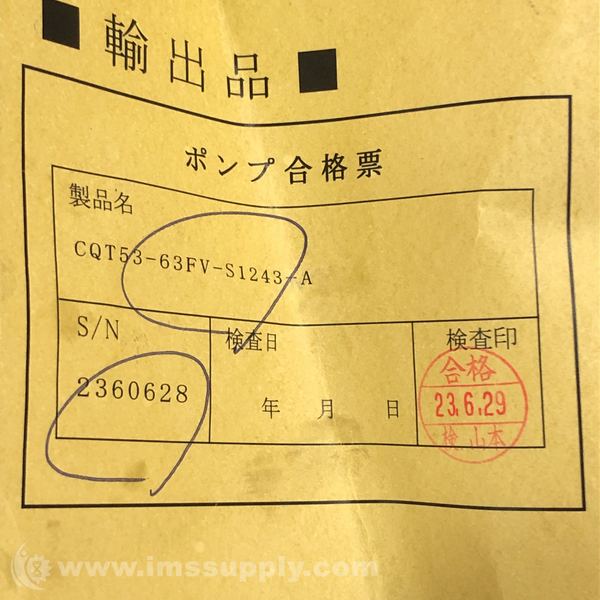 ■輸出品■
ポンプ合格票
製品名
CQT53-63FV-S1243-A
S/N
2360628
検査日
年 月 日
検査印
合格
23.6.29
検 山本
www.imssupply.com